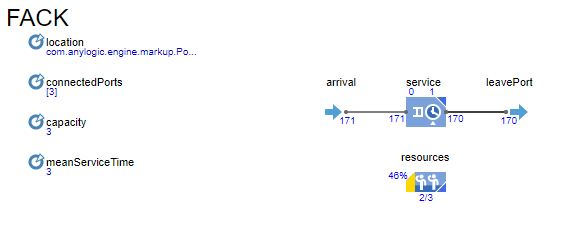 FACK
location
com.anylogic.engine.markup.Po...
connectedPorts
[3]
capacity
3
meanServiceTime
3
arrival
service
leavePort
0 1
171
171
170
170
resources
46%
2/3